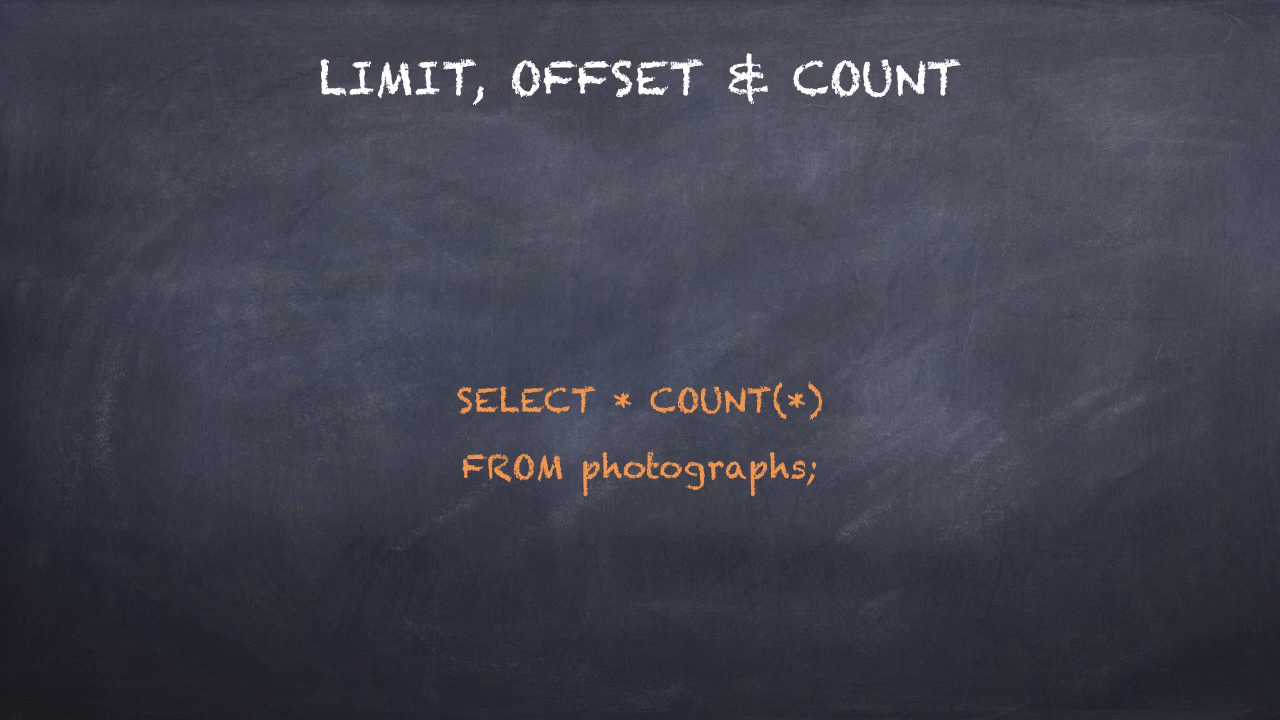 LIMIT, OFFSET & COUNT
SELECT * COUNT(*)
FROM photographs;